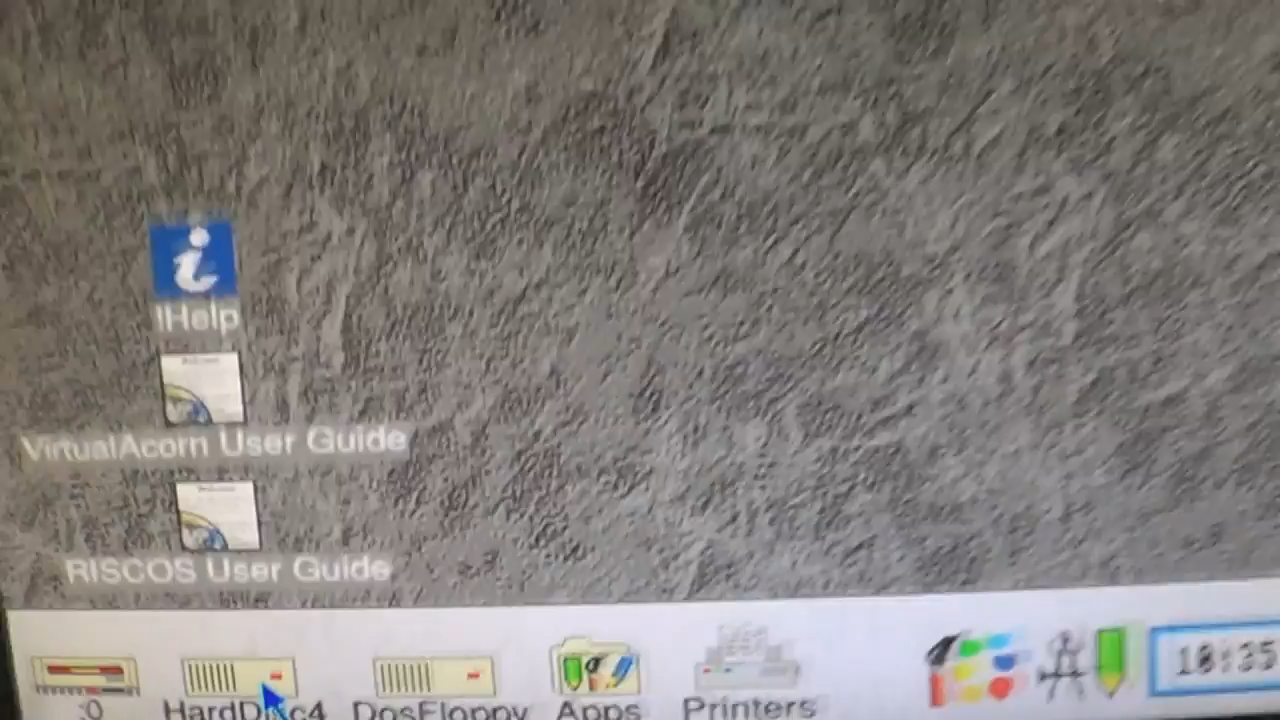 !Help
VirtualAcorn User Guide
RISCOS User Guide
:0
HardDisc4
DosFloppy
Apps
Printers
18:35